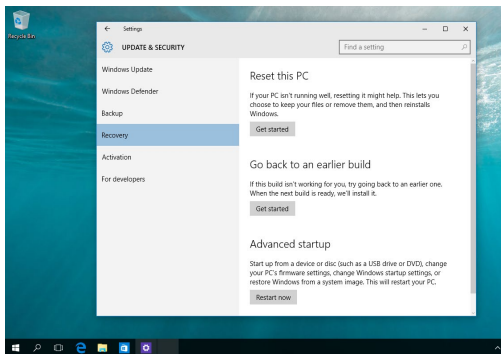 Recycle Bin
Settings
UPDATE & SECURITY
Find a setting
Windows Update
Windows Defender
Backup
Recovery
Activation
For developers
Reset this PC
If your PC isn't running well, resetting it might help. This lets you
choose to keep your files or remove them, and then reinstalls
Windows.
Get started
Go back to an earlier build
If this build isn't working for you, try going back to an earlier one.
When the next build is ready, we'll install it.
Get started
Advanced startup
Start up from a device or disc (such as a USB drive or DVD), change
your PC's firmware settings, change Windows startup settings, or
restore Windows from a system image. This will restart your PC.
Restart now